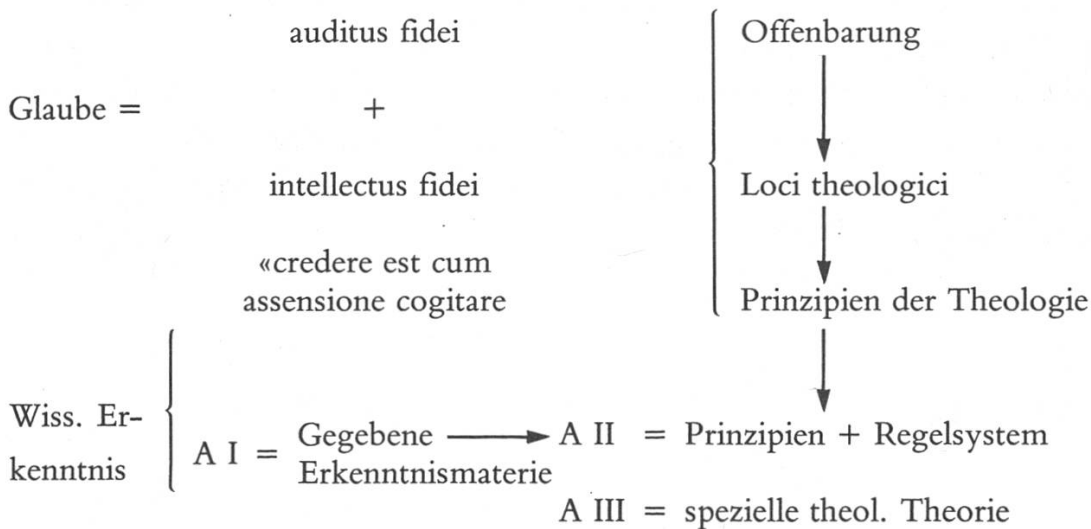 auditus fidei
Offenbarung
Glaube =
+
intellectus fidei
Loci theologici
«credere est cum
assensione cogitare
Prinzipien der Theologie
Wiss. Er-
kenntnis
A I =
Gegebene
Erkenntnismaterie
A II = Prinzipien + Regelsystem
A III = spezielle theol. Theorie